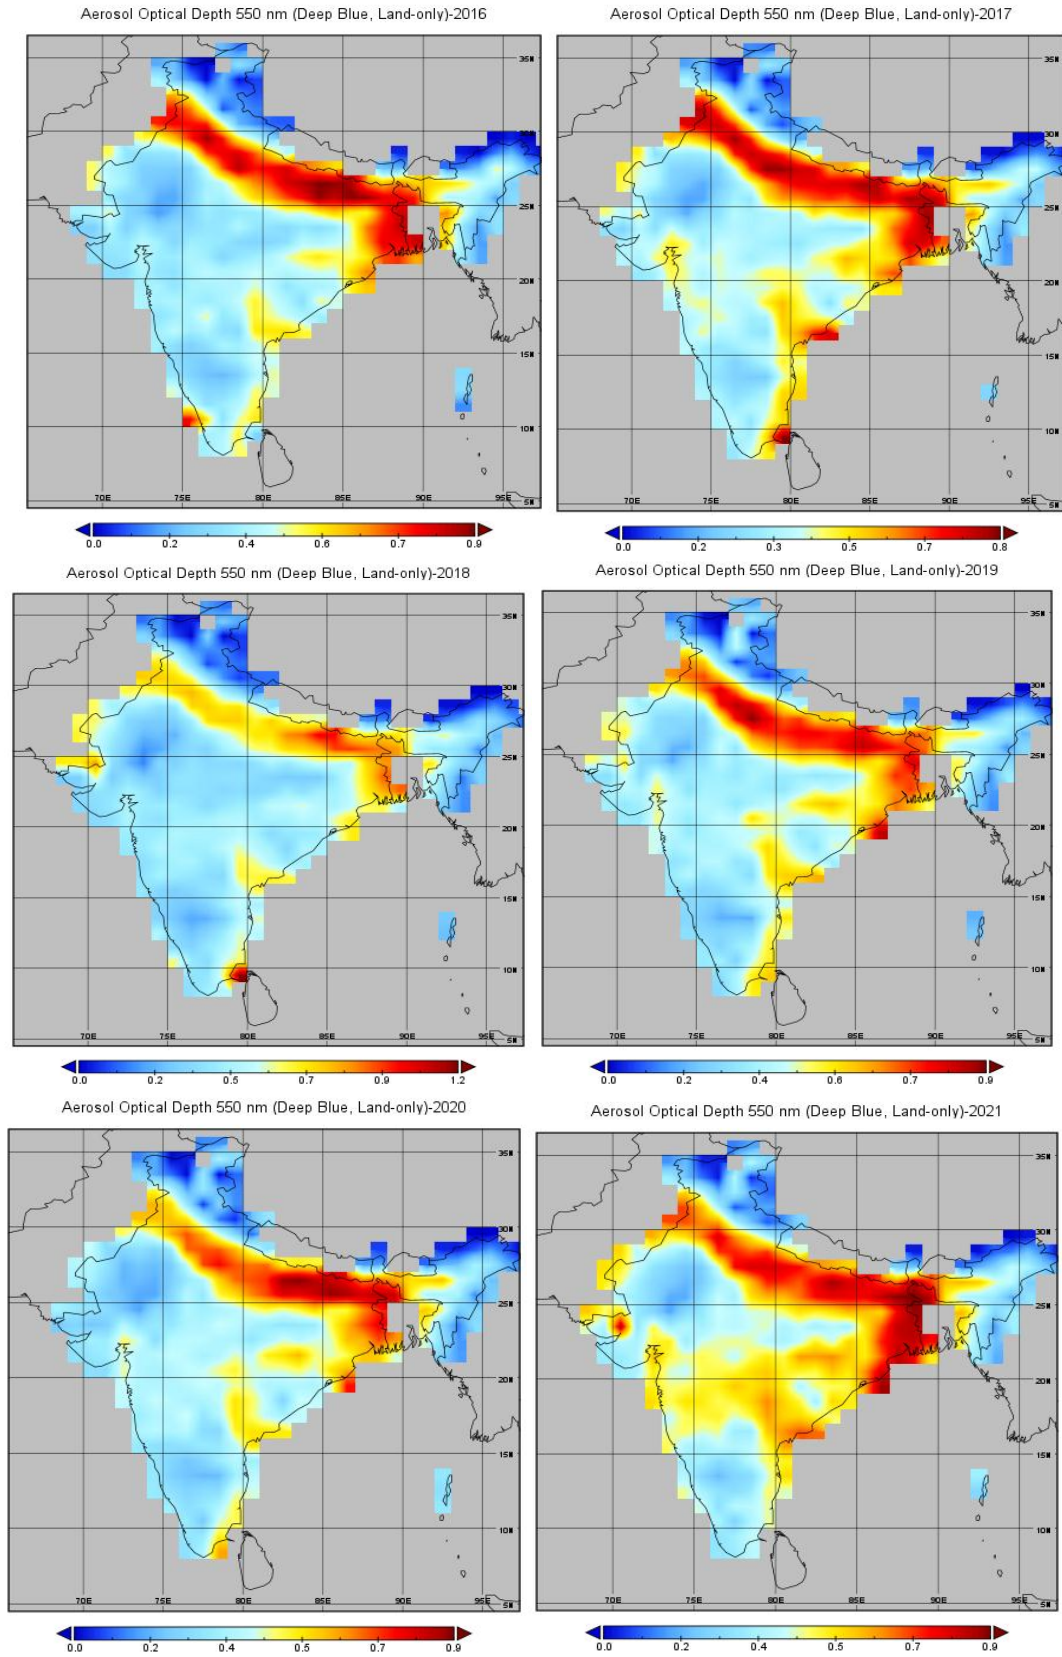 Aerosol Optical Depth 550 nm (Deep Blue, Land-only)-2016
35N
30N
25N
20N
15N
10N
70E 75E 80E 85E 90E 95E 5N
0.0 0.2 0.4 0.6 0.7 0.9
Aerosol Optical Depth 550 nm (Deep Blue, Land-only)-2017
35N
30N
25N
20N
15N
10N
70E 75E 80E 85E 90E 95E 5N
0.0 0.2 0.3 0.5 0.7 0.8
Aerosol Optical Depth 550 nm (Deep Blue, Land-only)-2018
35N
30N
25N
20N
15N
10N
70E 75E 80E 85E 90E 95E 5N
0.0 0.2 0.5 0.7 0.9 1.2
Aerosol Optical Depth 550 nm (Deep Blue, Land-only)-2019
35N
30N
25N
20N
15N
10N
70E 75E 80E 85E 90E 95E 5N
0.0 0.2 0.4 0.6 0.7 0.9
Aerosol Optical Depth 550 nm (Deep Blue, Land-only)-2020
35N
30N
25N
20N
15N
10N
70E 75E 80E 85E 90E 95E 5N
0.0 0.2 0.4 0.5 0.7 0.9
Aerosol Optical Depth 550 nm (Deep Blue, Land-only)-2021
35N
30N
25N
20N
15N
10N
70E 75E 80E 85E 90E 95E 5N
0.0 0.2 0.4 0.5 0.7 0.9